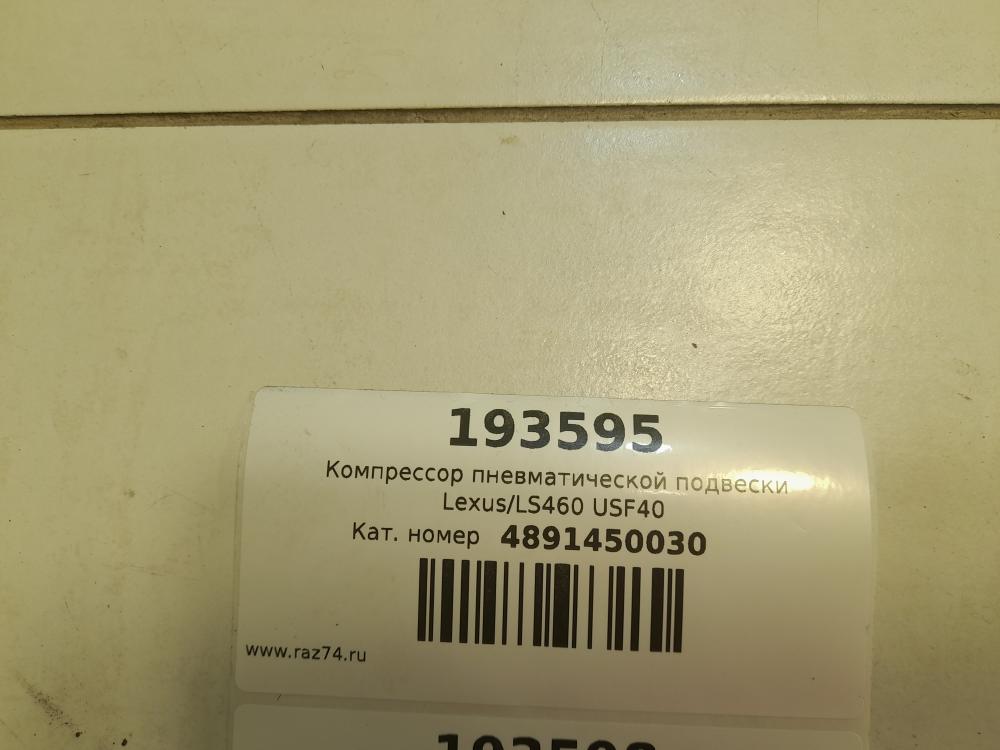 193595
Компрессор пневматической подвески
Lexus/LS460 USF40
Кат. номер 4891450030
www.raz74.ru